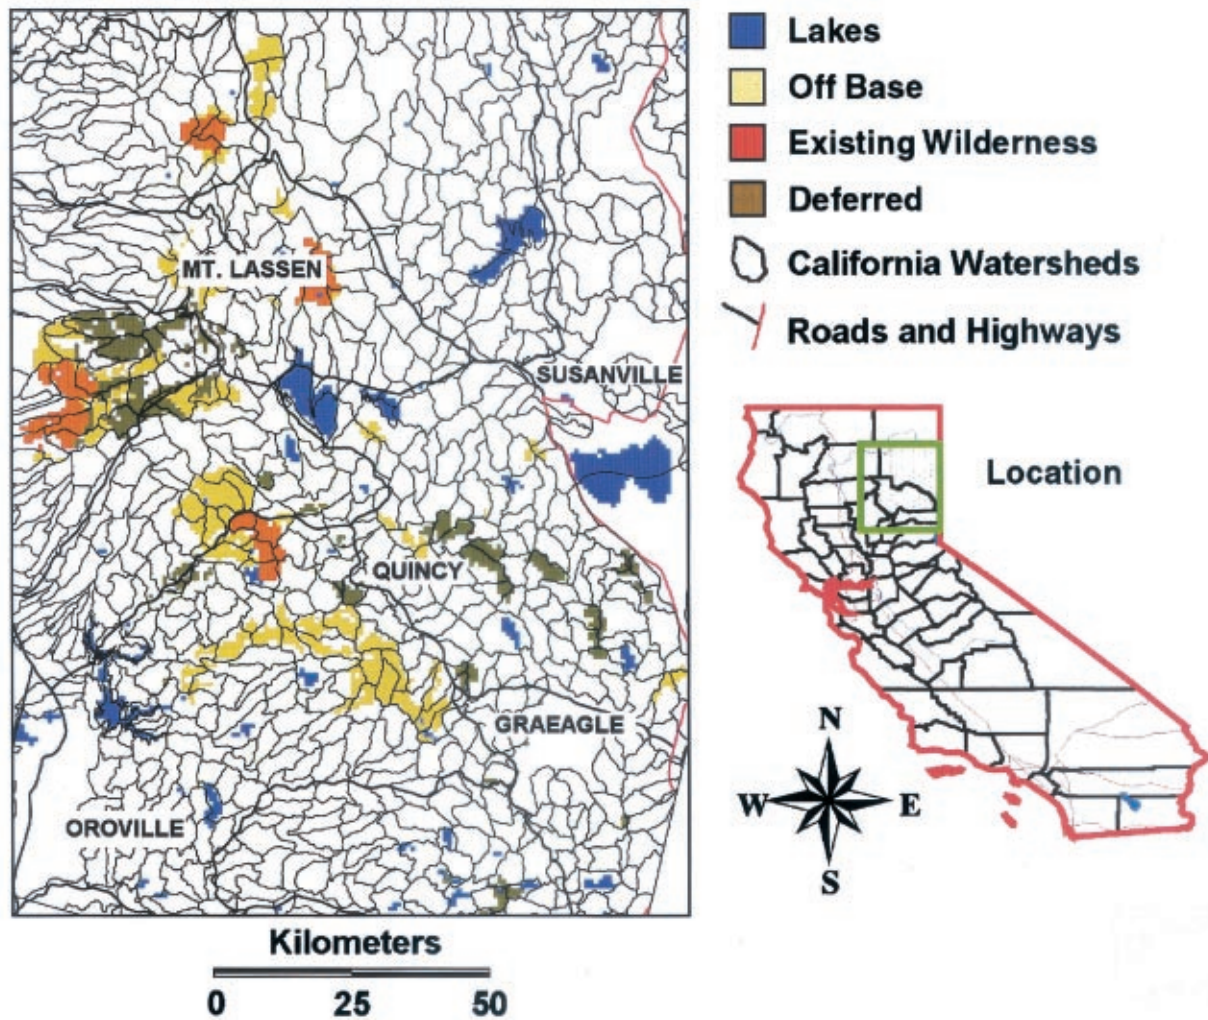 Lakes
Off Base
Existing Wilderness
Deferred
California Watersheds
Roads and Highways
MT. LASSEN
SUSANVILLE
QUINCY
GRAEAGLE
OROVILLE
Location
N
W E
S
Kilometers
0 25 50